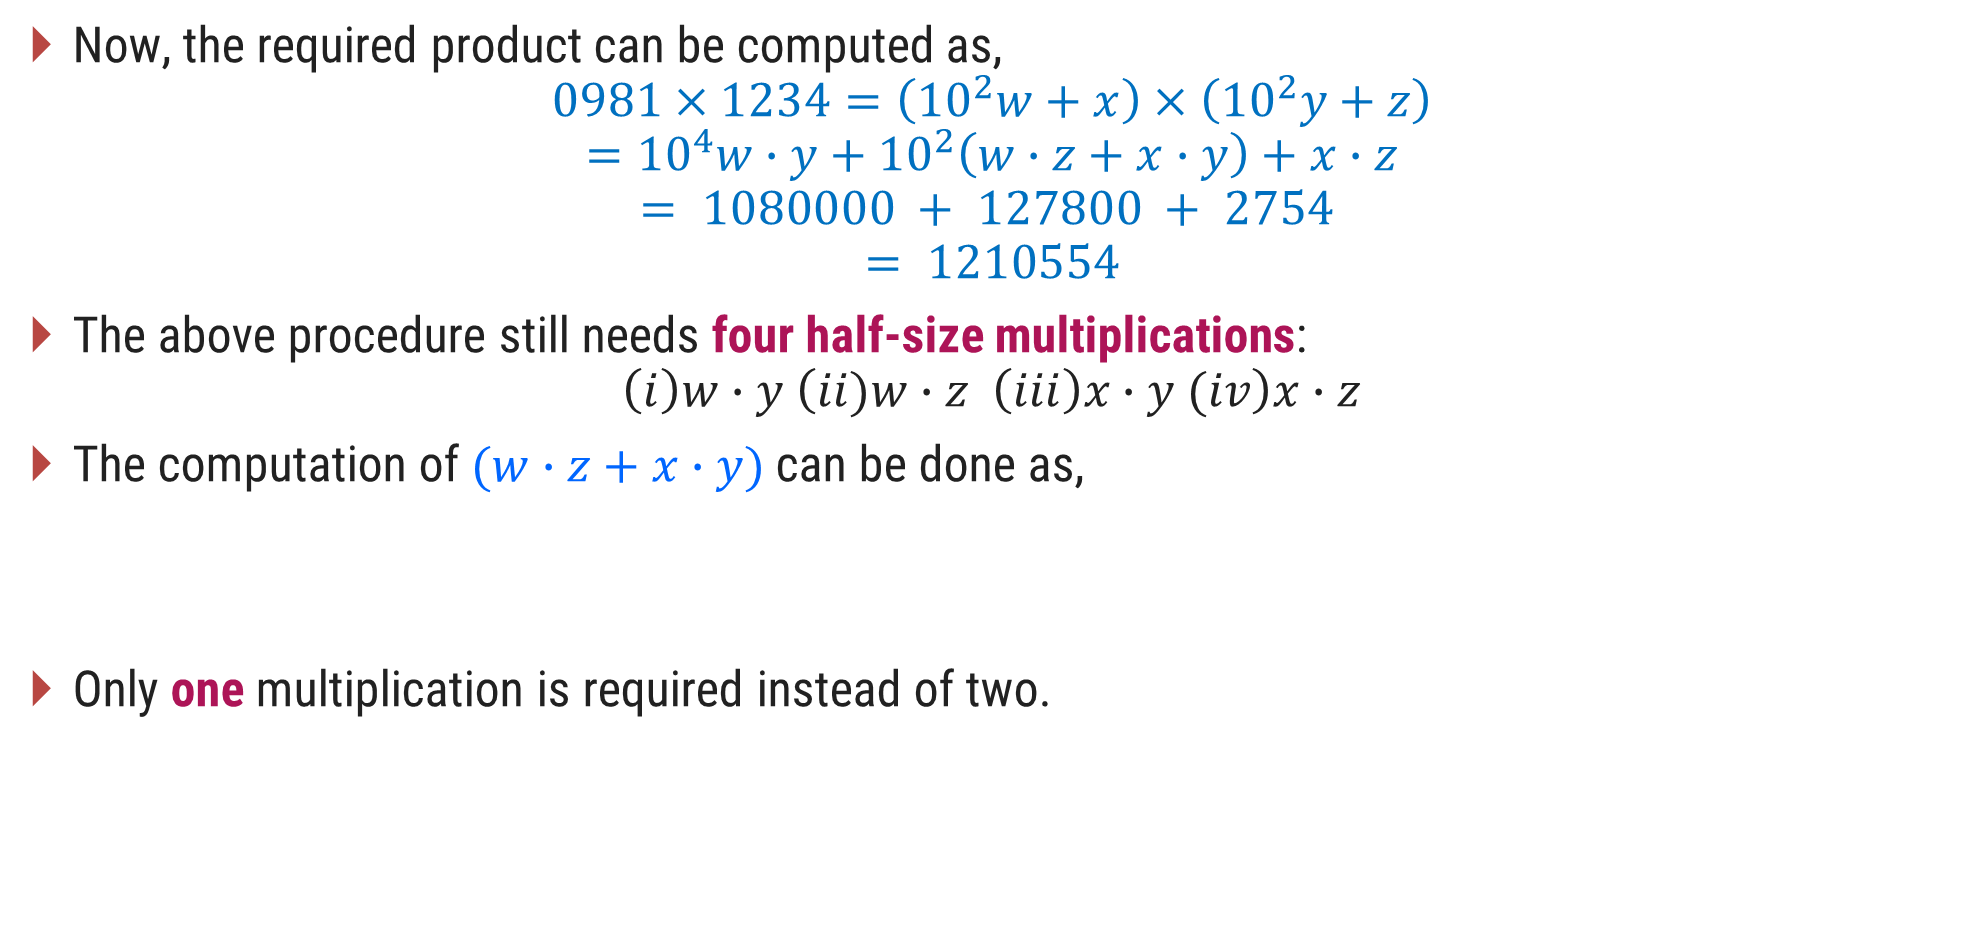 Now, the required product can be computed as,
0981 × 1234 = (10²w + x) × (10²y + z)
= 10⁴w · y + 10²(w · z + x · y) + x · z
= 1080000 + 127800 + 2754
= 1210554
The above procedure still needs four half-size multiplications:
(i)w · y (ii)w · z (iii)x · y (iv)x · z
The computation of (w · z + x · y) can be done as,
Only one multiplication is required instead of two.